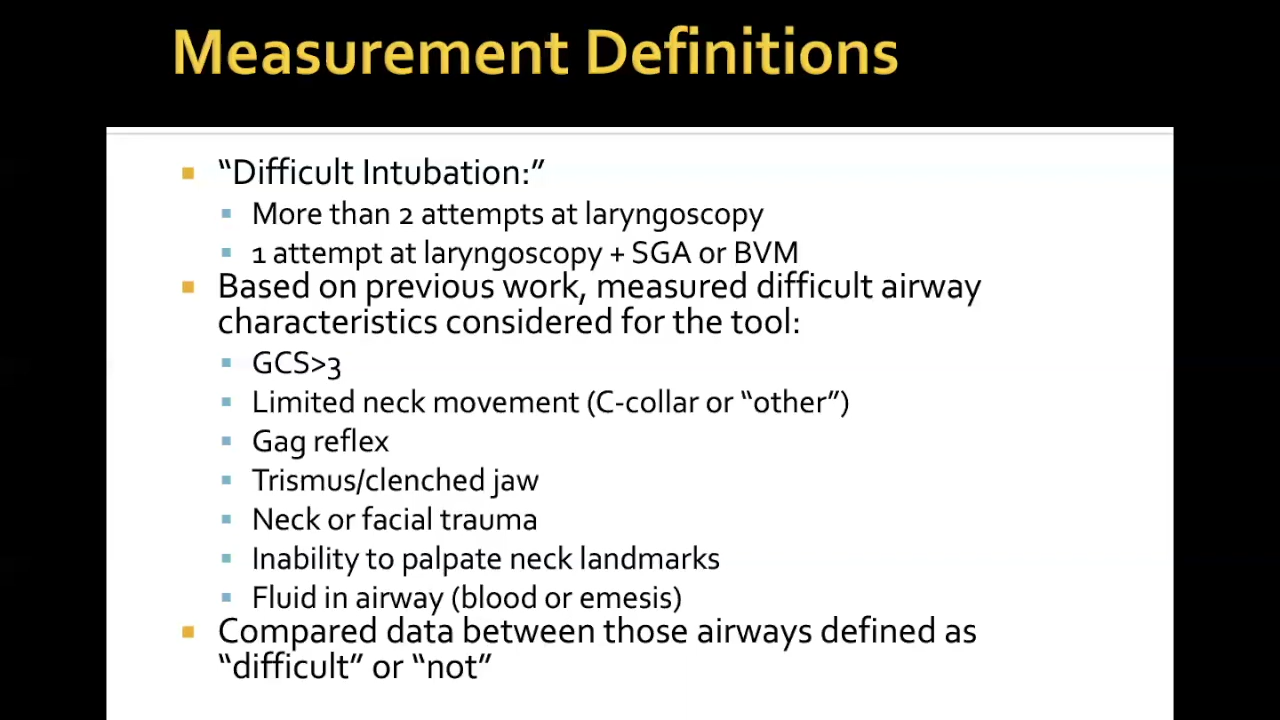 Measurement Definitions
“Difficult Intubation:”
More than 2 attempts at laryngoscopy
1 attempt at laryngoscopy + SGA or BVM
Based on previous work, measured difficult airway
characteristics considered for the tool:
GCS>3
Limited neck movement (C-collar or “other”)
Gag reflex
Trismus/clenched jaw
Neck or facial trauma
Inability to palpate neck landmarks
Fluid in airway (blood or emesis)
Compared data between those airways defined as
“difficult” or “not”